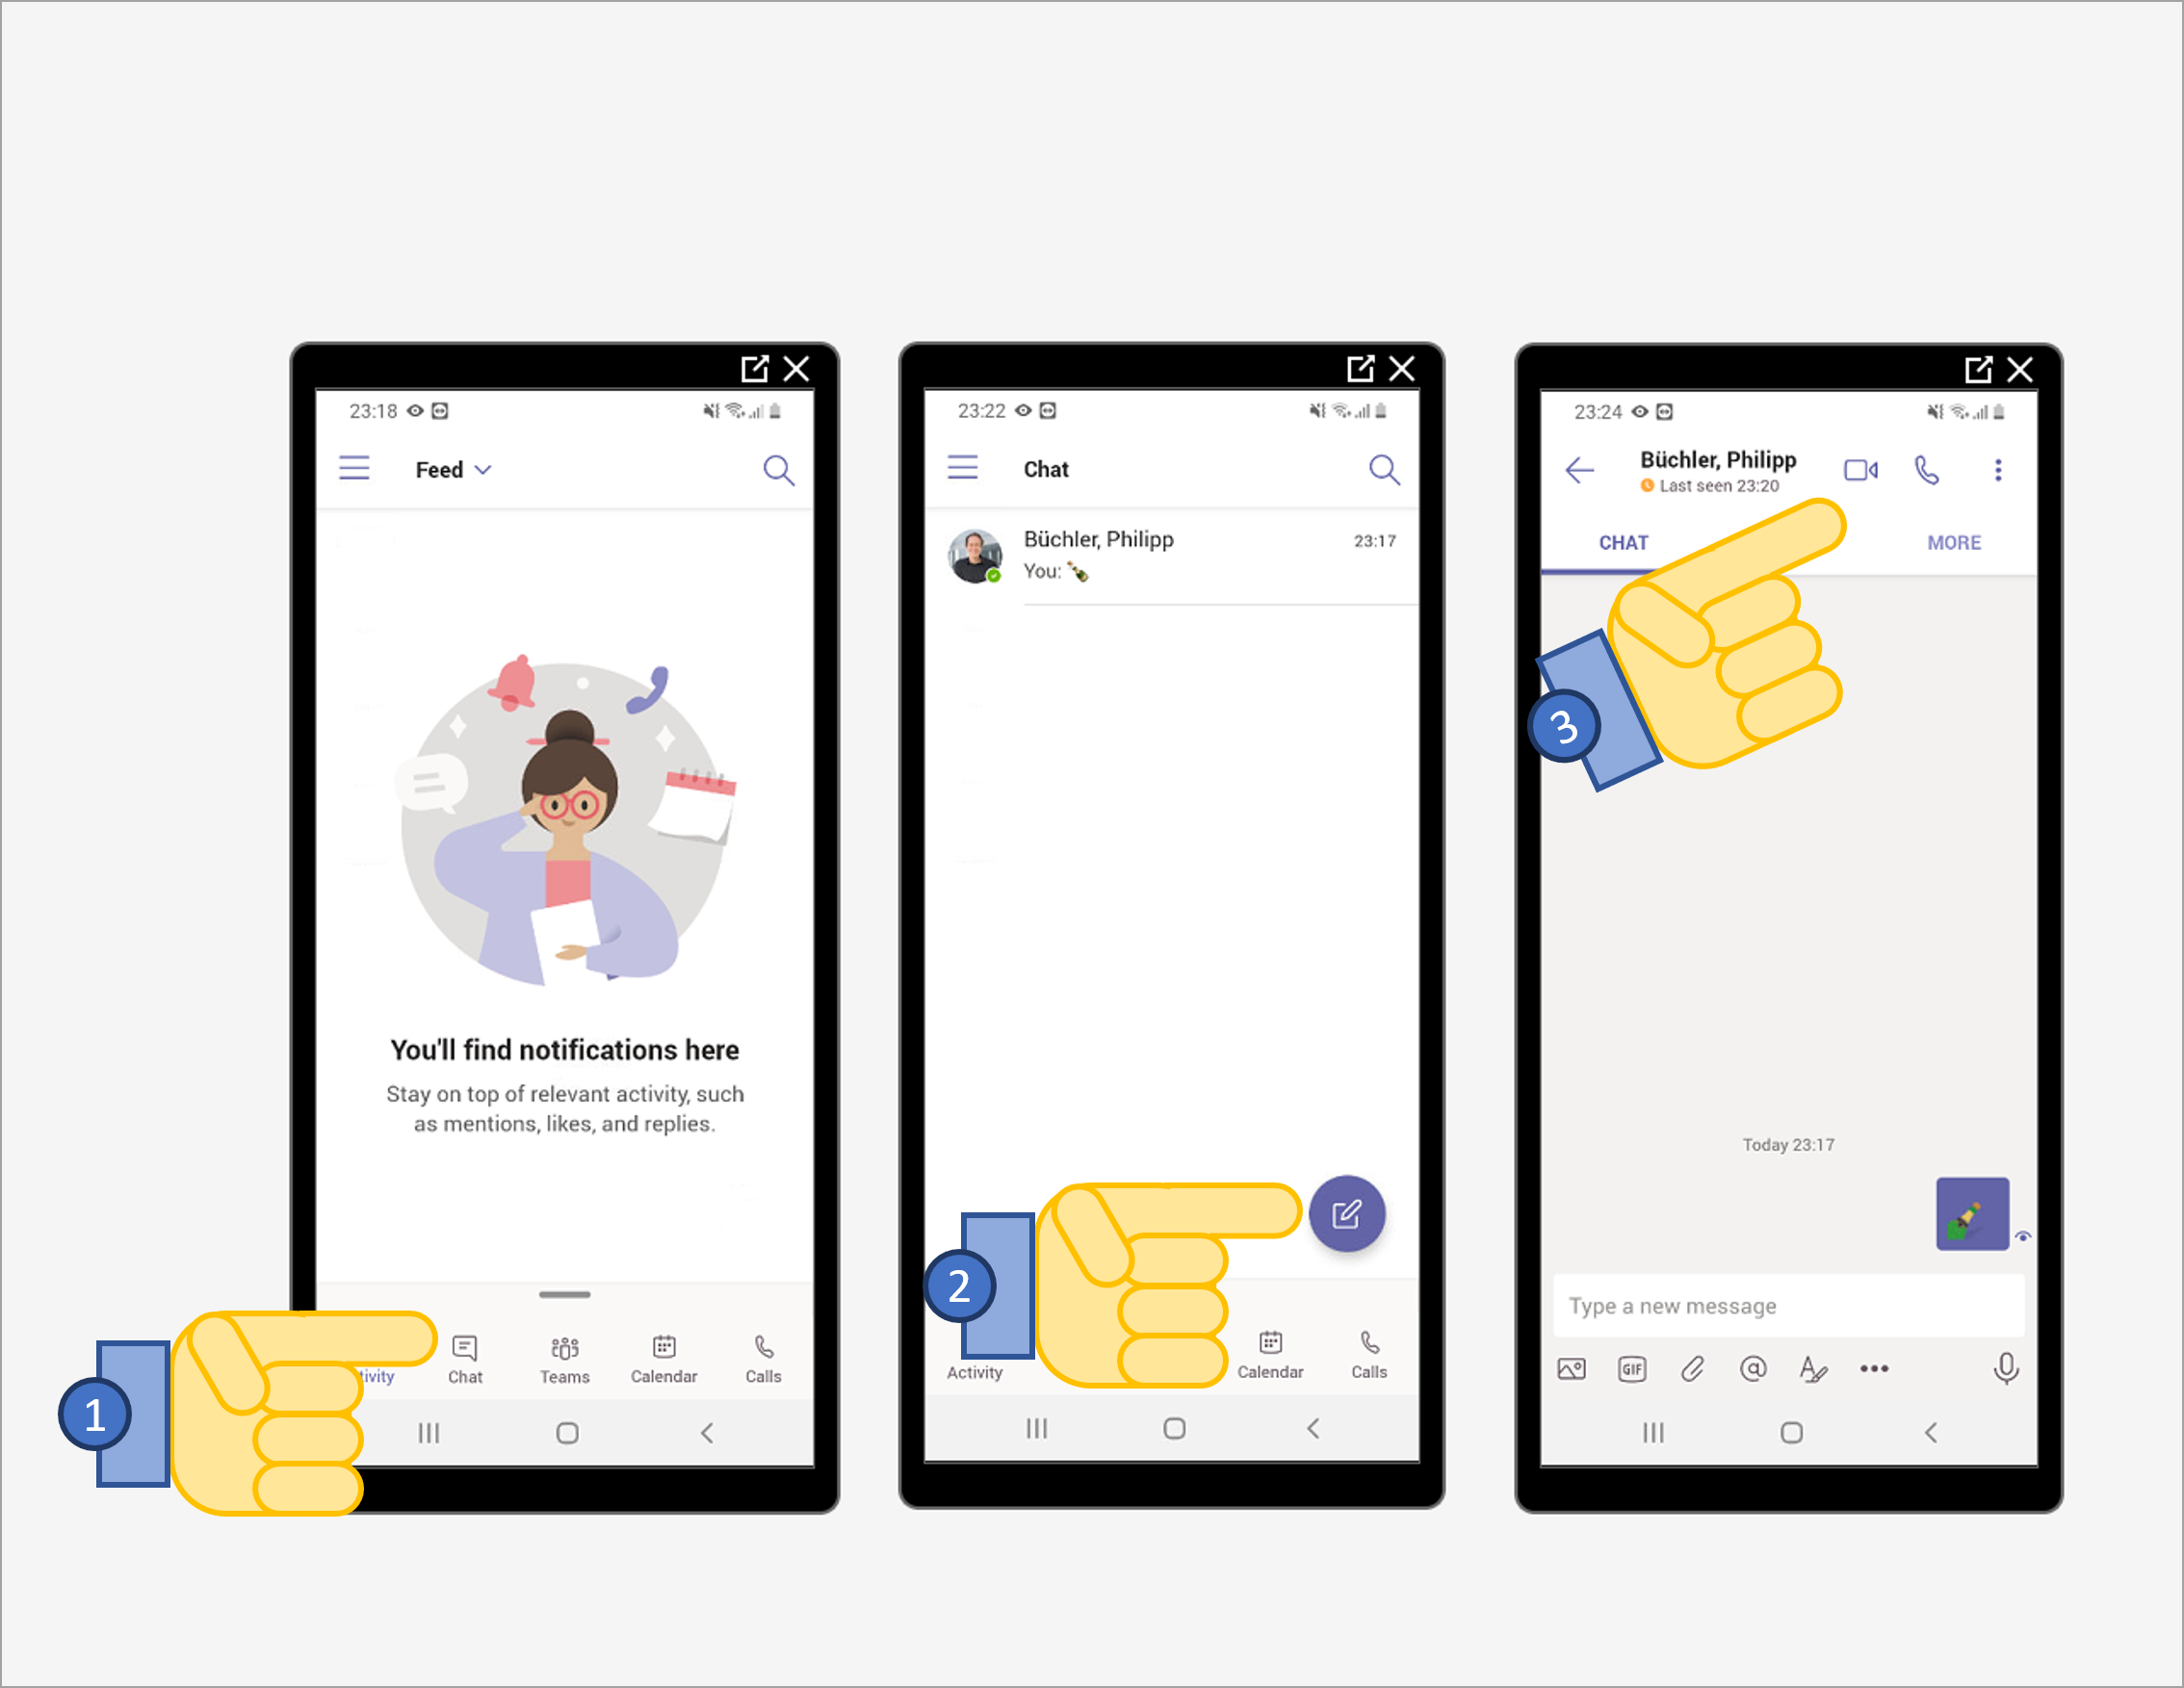 23:18
Feed
You'll find notifications here
Stay on top of relevant activity, such
as mentions, likes, and replies.
1
tivity
Chat
Teams
Calendar
Calls
23:22
Chat
Büchler, Philipp
23:17
You:
2
Activity
Calendar
Calls
23:24
Büchler, Philipp
Last seen 23:20
CHAT
MORE
3
Today 23:17
Type a new message
GIF